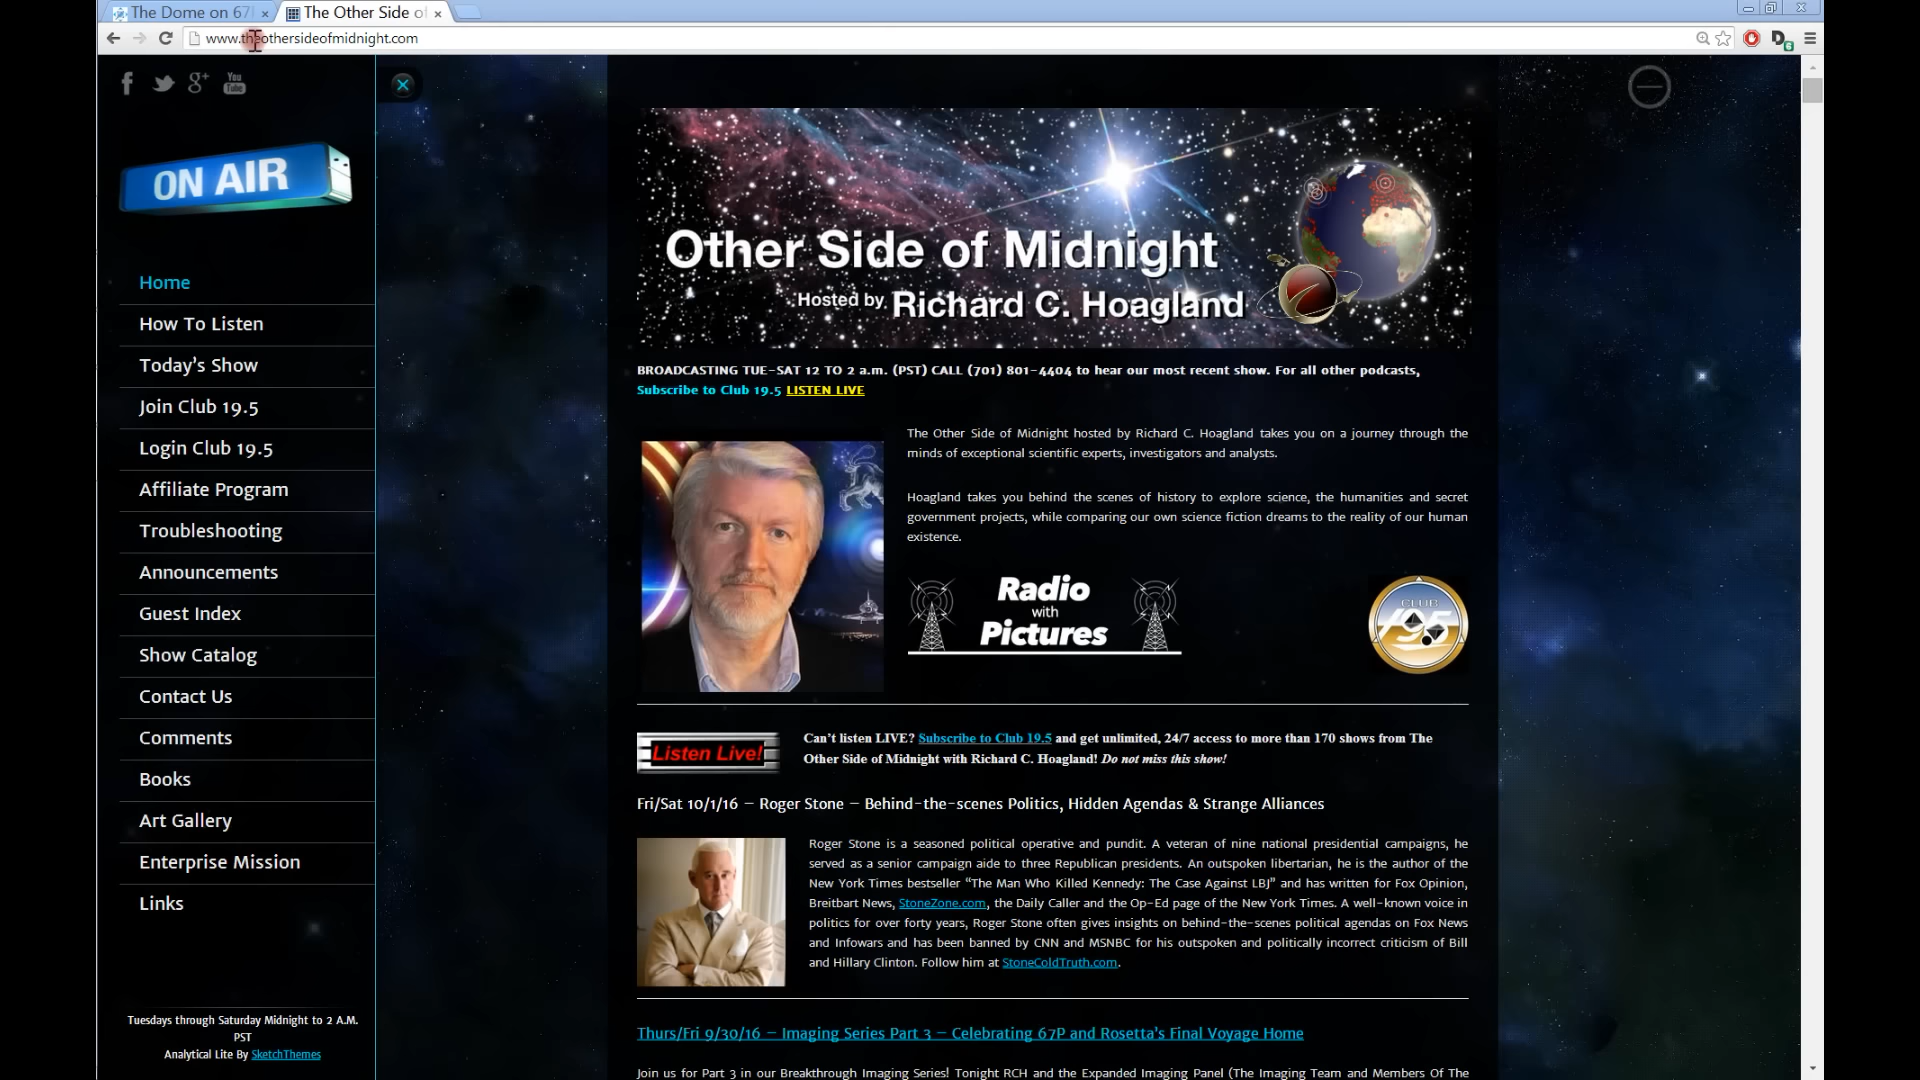 The Dome on 67
The Other Side of
www.theothersideofmidnight.com
You
Tube
ON AIR
Home
How To Listen
Today's Show
Join Club 19.5
Login Club 19.5
Affiliate Program
Troubleshooting
Announcements
Guest Index
Show Catalog
Contact Us
Comments
Books
Art Gallery
Enterprise Mission
Links
Tuesdays through Saturday Midnight to 2 A.M.
PST
Analytical Lite By SketchThemes
Other Side of Midnight
Hosted by Richard C. Hoagland
BROADCASTING TUE-SAT 12 TO 2 a.m. (PST) CALL (701) 801-4404 to hear our most recent show. For all other podcasts,
Subscribe to Club 19.5 LISTEN LIVE
The Other Side of Midnight hosted by Richard C. Hoagland takes you on a journey through the
minds of exceptional scientific experts, investigators and analysts.
Hoagland takes you behind the scenes of history to explore science, the humanities and secret
government projects, while comparing our own science fiction dreams to the reality of our human
existence.
Radio
with
Pictures
CLUB
19.5
Listen Live!
Can't listen LIVE? Subscribe to Club 19.5 and get unlimited, 24/7 access to more than 170 shows from The
Other Side of Midnight with Richard C. Hoagland! Do not miss this show!
Fri/Sat 10/1/16 – Roger Stone – Behind-the-scenes Politics, Hidden Agendas & Strange Alliances
Roger Stone is a seasoned political operative and pundit. A veteran of nine national presidential campaigns, he
served as a senior campaign aide to three Republican presidents. An outspoken libertarian, he is the author of the
New York Times bestseller "The Man Who Killed Kennedy: The Case Against LBJ" and has written for Fox Opinion,
Breitbart News, StoneZone.com, the Daily Caller and the Op-Ed page of the New York Times. A well-known voice in
politics for over forty years, Roger Stone often gives insights on behind-the-scenes political agendas on Fox News
and Infowars and has been banned by CNN and MSNBC for his outspoken and politically incorrect criticism of Bill
and Hillary Clinton. Follow him at StoneColdTruth.com.
Thurs/Fri 9/30/16 – Imaging Series Part 3 – Celebrating 67P and Rosetta's Final Voyage Home
Join us for Part 3 in our Breakthrough Imaging Series! Tonight RCH and the Expanded Imaging Panel (The Imaging Team and Members Of The